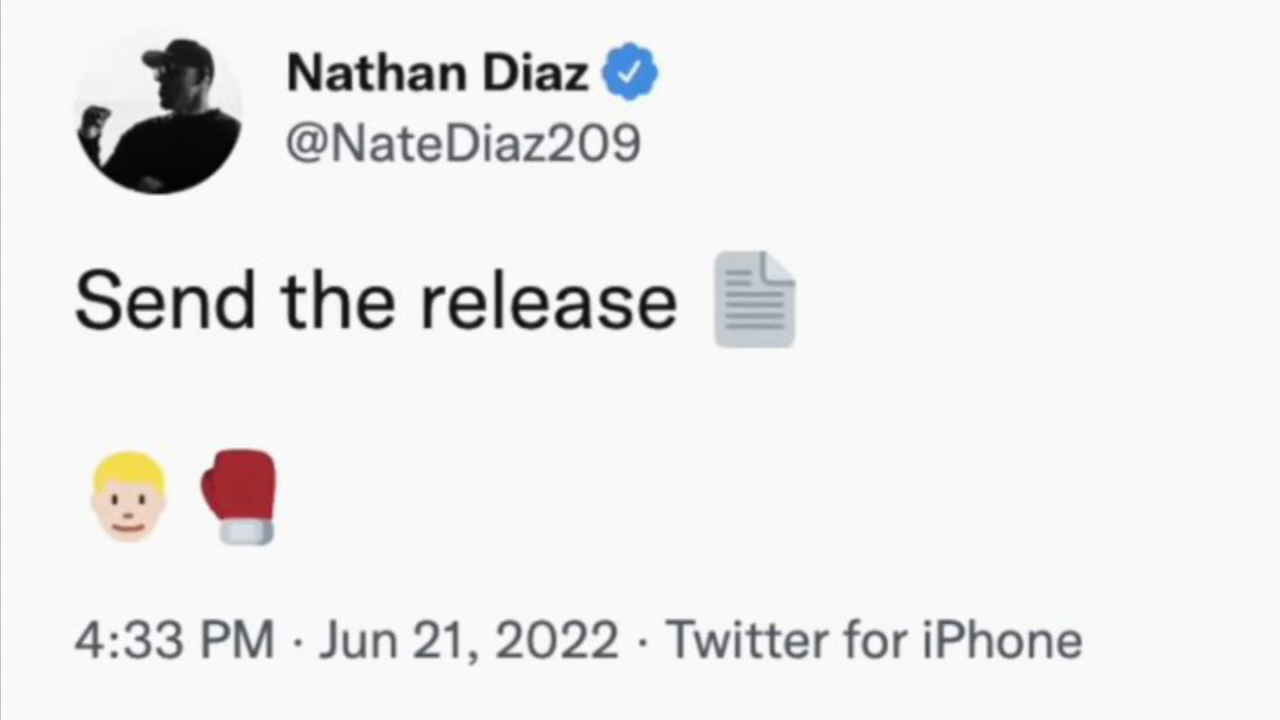 Nathan Diaz
@NateDiaz209
Send the release 📄
👱🏻‍♂️ 🥊
4:33 PM · Jun 21, 2022 · Twitter for iPhone